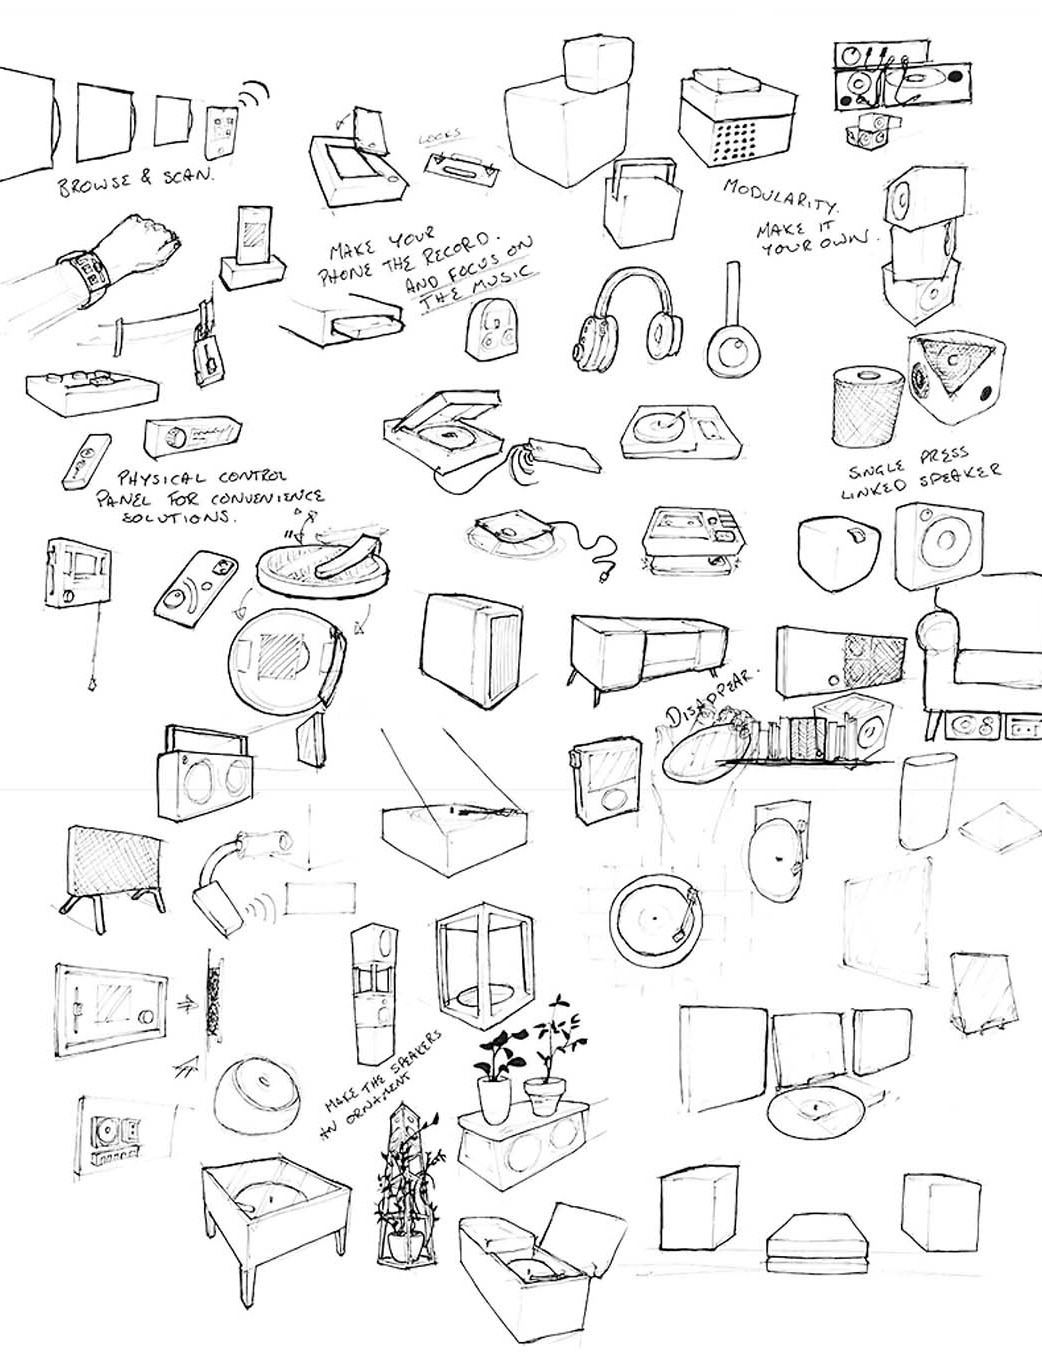 BROWSE & SCAN.
LOCKS
MAKE YOUR
PHONE THE RECORD.
AND FOCUS ON
THE MUSIC
MODULARITY.
MAKE IT
YOUR OWN.
SINGLE PRESS
LINKED SPEAKER
PHYSICAL CONTROL
PANEL FOR CONVENIENCE
SOLUTIONS.
DISAPPEAR.
MAKE THE SPEAKERS
AN ORNAMENT